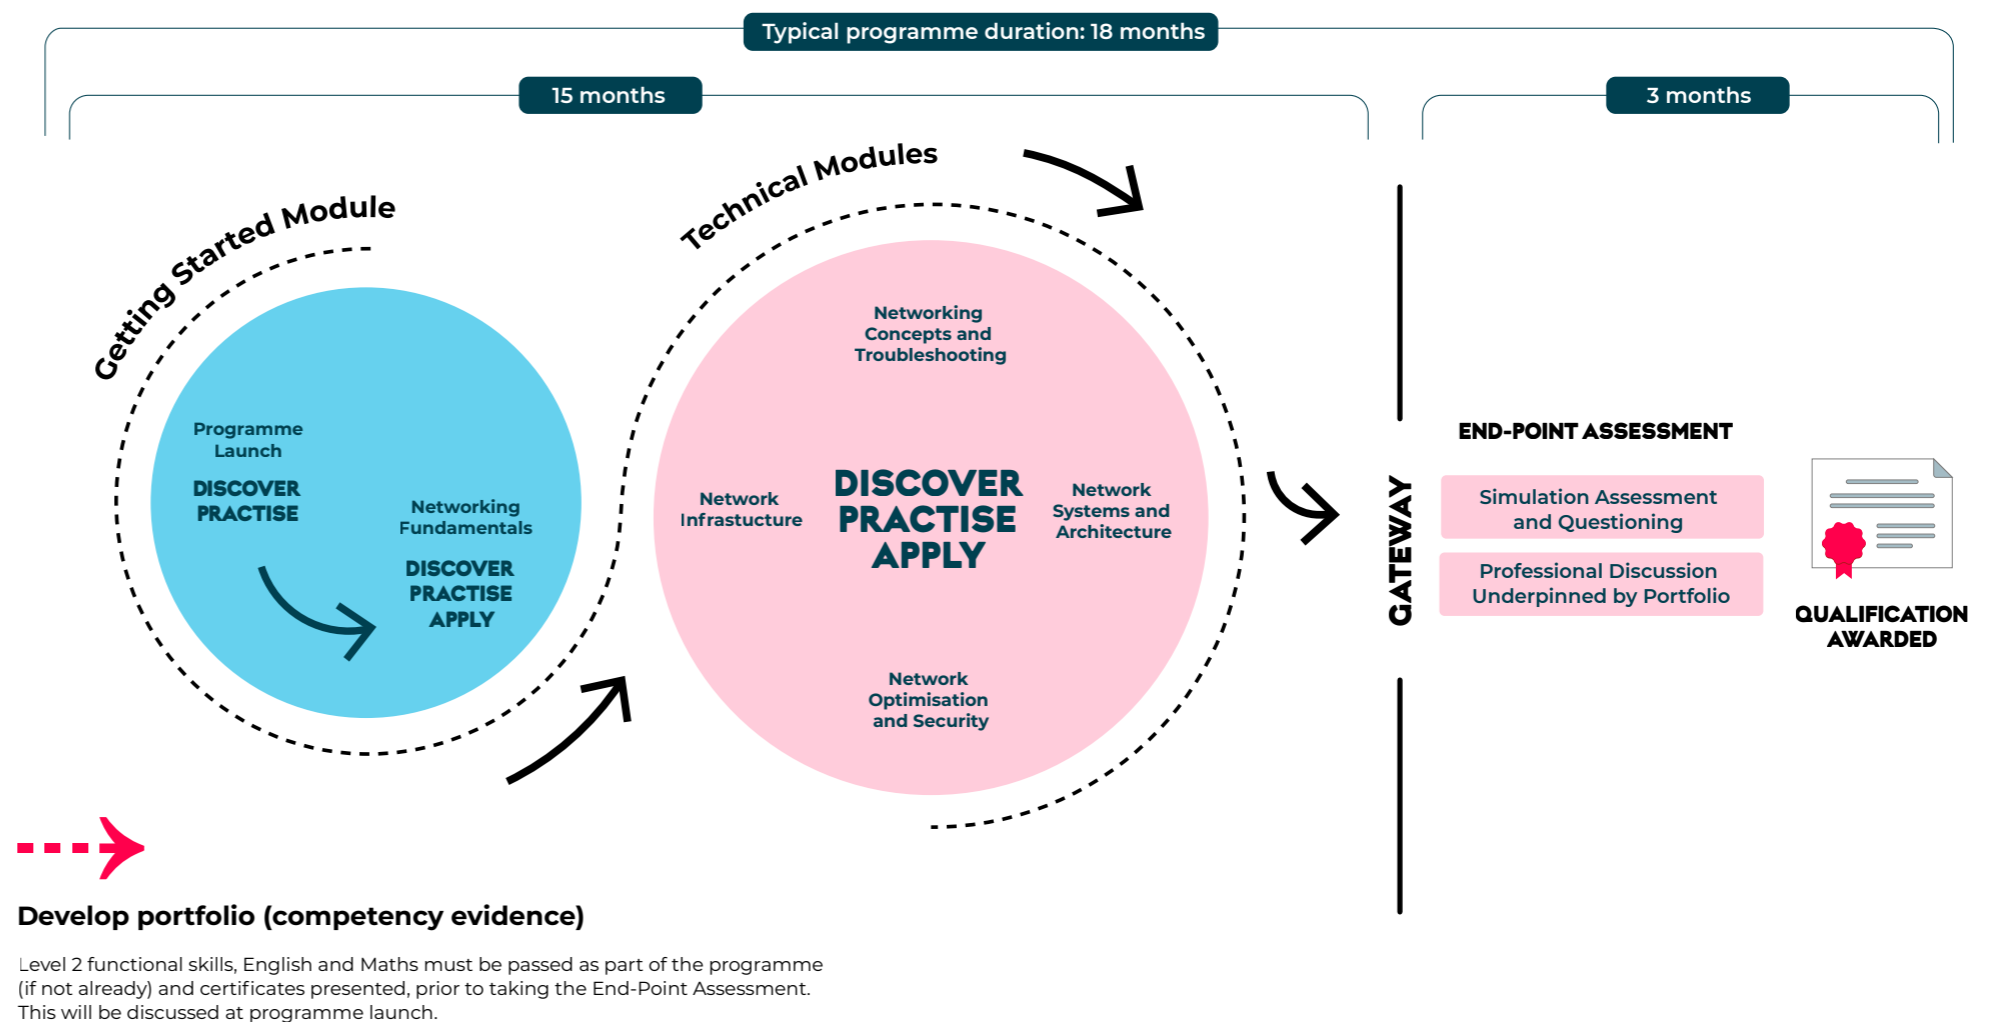 Typical programme duration: 18 months
15 months
3 months
Getting Started Module
Technical Modules
Programme
Launch
DISCOVER
PRACTISE
Networking
Fundamentals
DISCOVER
PRACTISE
APPLY
Networking
Concepts and
Troubleshooting
Network
Infrastucture
DISCOVER
PRACTISE
APPLY
Network
Systems and
Architecture
Network
Optimisation
and Security
GATEWAY
END-POINT ASSESSMENT
Simulation Assessment
and Questioning
Professional Discussion
Underpinned by Portfolio
QUALIFICATION
AWARDED
Develop portfolio (competency evidence)
Level 2 functional skills, English and Maths must be passed as part of the programme
(if not already) and certificates presented, prior to taking the End-Point Assessment.
This will be discussed at programme launch.